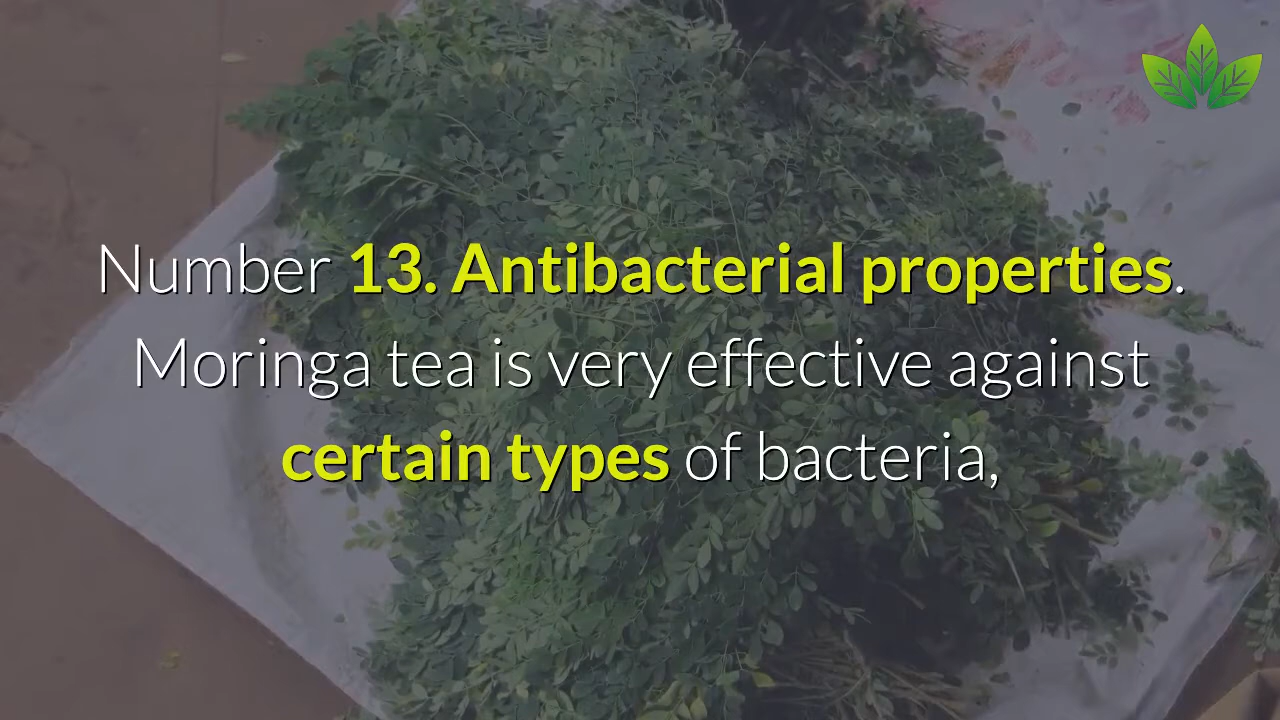 Number 13. Antibacterial properties.
Moringa tea is very effective against
certain types of bacteria,